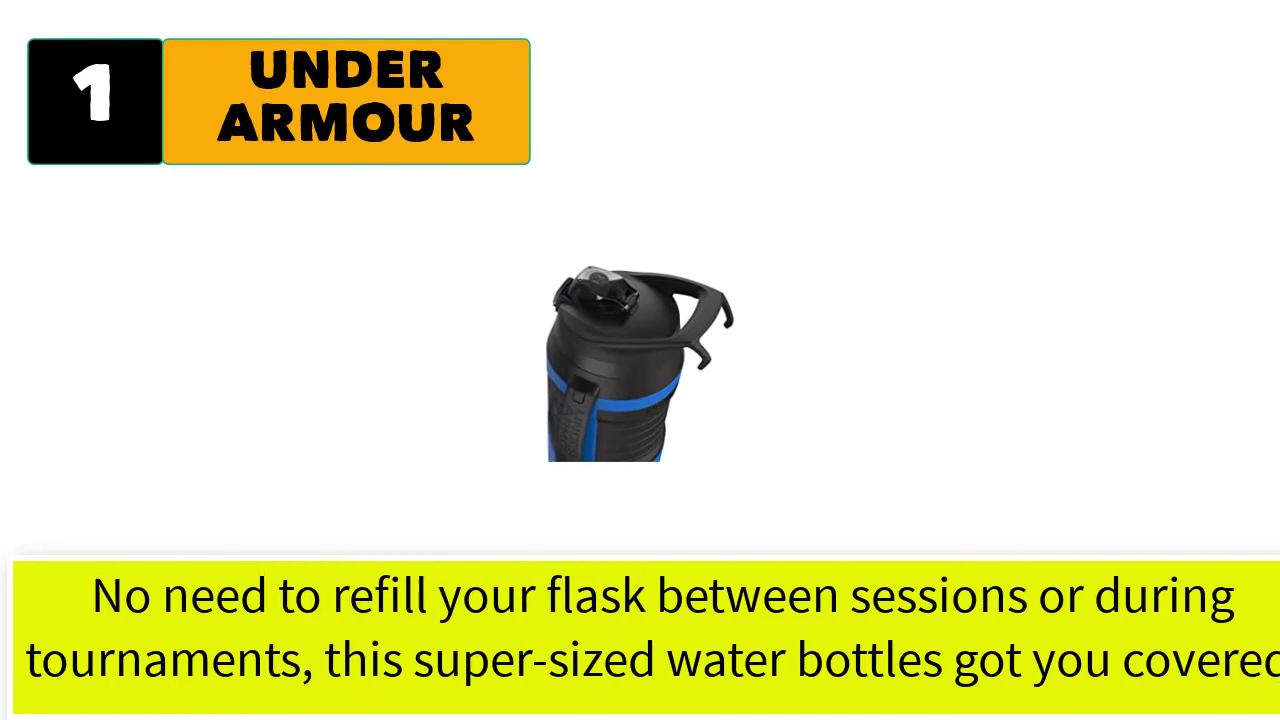 1
UNDER
ARMOUR
No need to refill your flask between sessions or during
tournaments, this super-sized water bottles got you covered